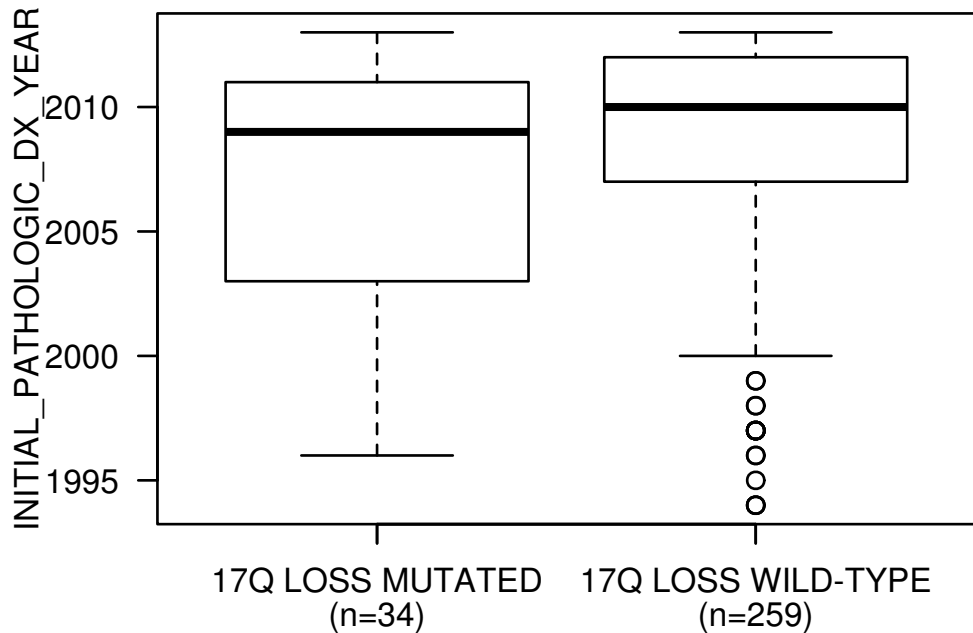 INITIAL_PATHOLOGIC_DX_YEAR
2010
2005
2000
1995
17Q LOSS MUTATED
(n=34)
17Q LOSS WILD-TYPE
(n=259)